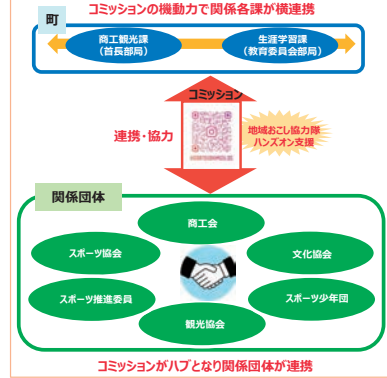 コミッションの機動力で関係各課が横連携
町
商工観光課
(首長部局)
生涯学習課
(教育委員会部局)
コミッション
連携・協力
地域おこし協力隊
ハンズオン支援
関係団体
商工会
スポーツ協会
文化協会
スポーツ推進委員
スポーツ少年団
観光協会
コミッションがハブとなり関係団体が連携